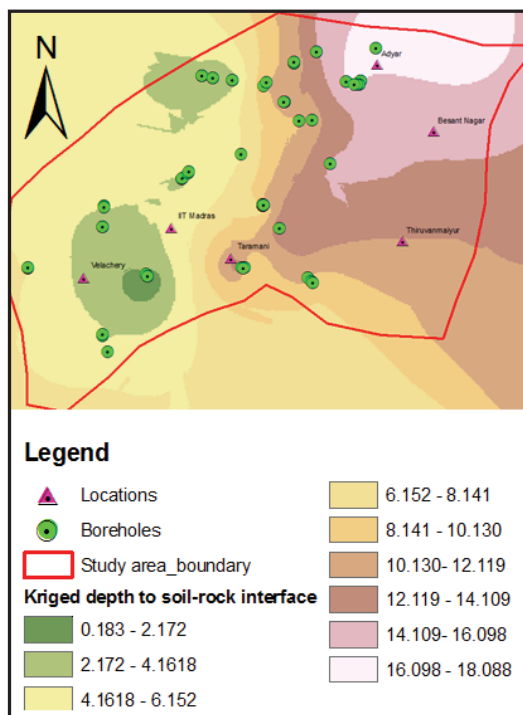 N
Adyar
Besant Nagar
IIT Madras
Thiruvanmaiyur
Taramani
Velachery
Legend
Locations
Boreholes
Study area_boundary
Kriged depth to soil-rock interface
0.183 - 2.172
2.172 - 4.1618
4.1618 - 6.152
6.152 - 8.141
8.141 - 10.130
10.130- 12.119
12.119 - 14.109
14.109- 16.098
16.098 - 18.088